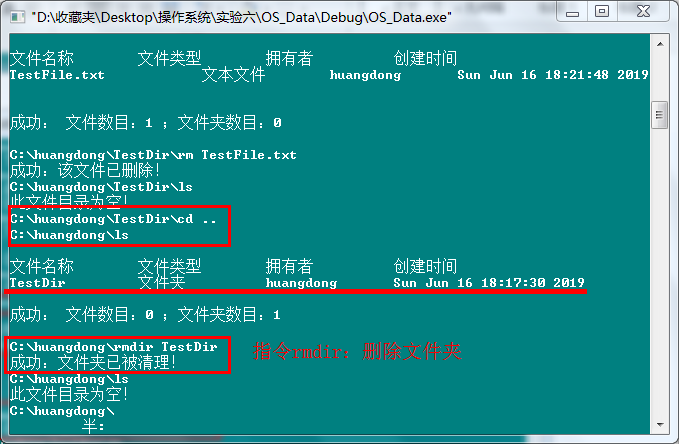 "D:\收藏夹\Desktop\操作系统\实验六\OS_Data\Debug\OS_Data.exe"
文件名称 文件类型 拥有者 创建时间
TestFile.txt 文本文件 huangdong Sun Jun 16 18:21:48 2019
成功： 文件数目：1 ；文件夹数目：0
C:\huangdong\TestDir\rm TestFile.txt
成功：该文件已删除！
C:\huangdong\TestDir\ls
此文件目录为空！
C:\huangdong\TestDir\cd ..
C:\huangdong\ls
文件名称 文件类型 拥有者 创建时间
TestDir 文件夹 huangdong Sun Jun 16 18:17:30 2019
成功： 文件数目：0 ；文件夹数目：1
C:\huangdong\rmdir TestDir
成功：文件夹已被清理！
指令rmdir：删除文件夹
C:\huangdong\ls
此文件目录为空！
C:\huangdong\
半：